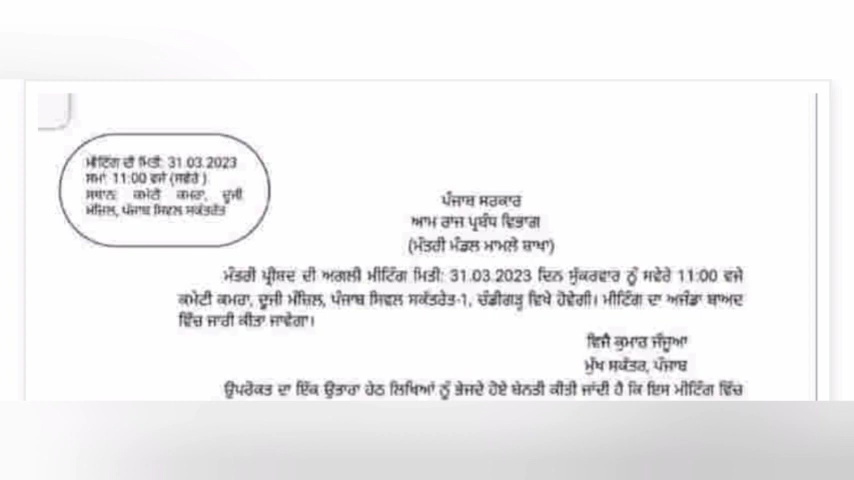 ਮੀਟਿੰਗ ਦੀ ਮਿਤੀ: 31.03.2023
ਸਮਾਂ: 11:00 ਵਜੇ (ਸਵੇਰੇ )
ਸਥਾਨ: ਕਮੇਟੀ ਕਮਰਾ, ਦੂਜੀ
ਮੰਜ਼ਿਲ, ਪੰਜਾਬ ਸਿਵਲ ਸਕੱਤਰੇਤ
ਪੰਜਾਬ ਸਰਕਾਰ
ਆਮ ਰਾਜ ਪ੍ਰਬੰਧ ਵਿਭਾਗ
(ਮੰਤਰੀ ਮੰਡਲ ਮਾਮਲੇ ਸ਼ਾਖਾ)
ਮੰਤਰੀ ਪ੍ਰੀਸ਼ਦ ਦੀ ਅਗਲੀ ਮੀਟਿੰਗ ਮਿਤੀ: 31.03.2023 ਦਿਨ ਸ਼ੁੱਕਰਵਾਰ ਨੂੰ ਸਵੇਰੇ 11:00 ਵਜੇ
ਕਮੇਟੀ ਕਮਰਾ, ਦੂਜੀ ਮੰਜ਼ਿਲ, ਪੰਜਾਬ ਸਿਵਲ ਸਕੱਤਰੇਤ-1, ਚੰਡੀਗੜ੍ਹ ਵਿਖੇ ਹੋਵੇਗੀ। ਮੀਟਿੰਗ ਦਾ ਅਜੰਡਾ ਬਾਅਦ
ਵਿੱਚ ਜਾਰੀ ਕੀਤਾ ਜਾਵੇਗਾ।
ਵਿਜੈ ਕੁਮਾਰ ਜੰਜੂਆ
ਮੁੱਖ ਸਕੱਤਰ, ਪੰਜਾਬ
ਉਪਰੋਕਤ ਦਾ ਇੱਕ ਉਤਾਰਾ ਹੇਠ ਲਿਖਿਆਂ ਨੂੰ ਭੇਜਦੇ ਹੋਏ ਬੇਨਤੀ ਕੀਤੀ ਜਾਂਦੀ ਹੈ ਕਿ ਇਸ ਮੀਟਿੰਗ ਵਿੱਚ